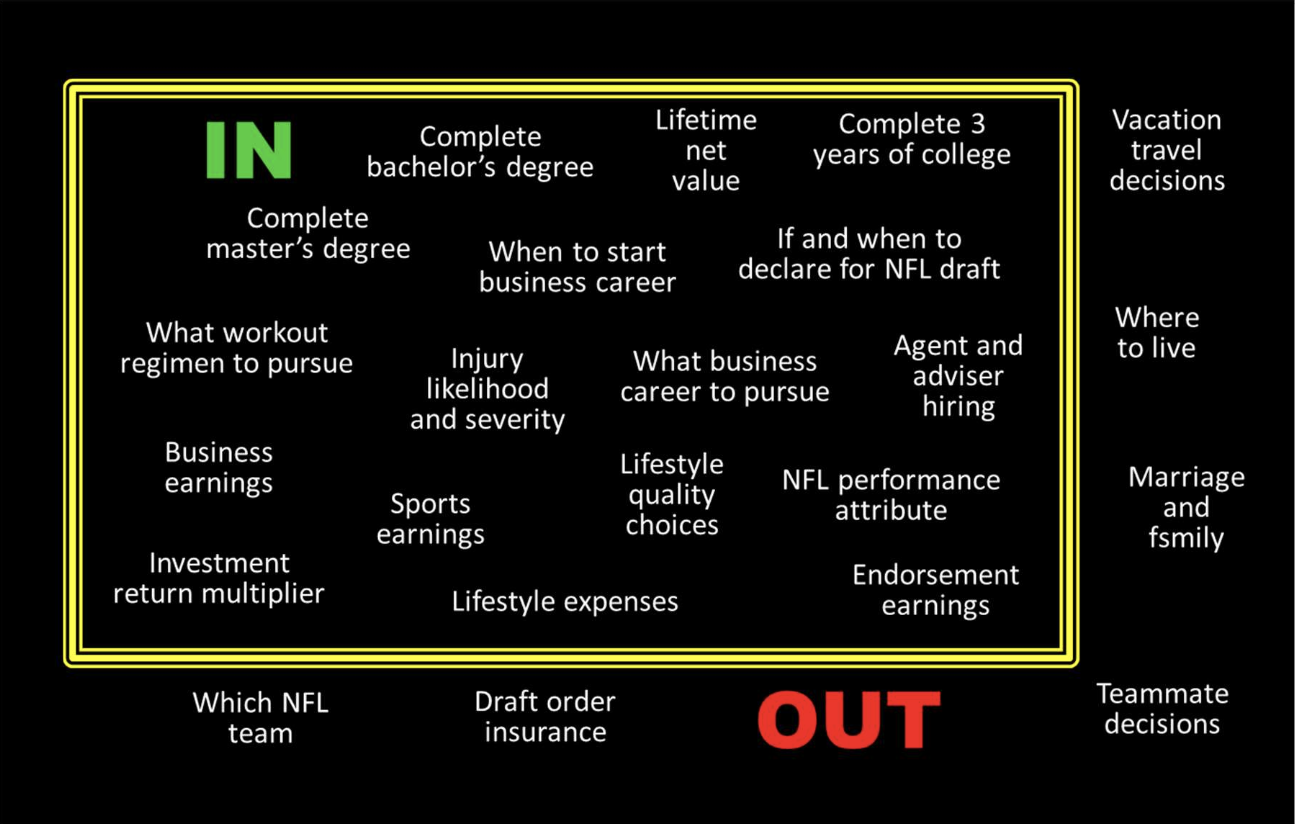 IN
Complete
bachelor's degree
Lifetime
net
value
Complete 3
years of college
Vacation
travel
decisions
Complete
master's degree
When to start
business career
If and when to
declare for NFL draft
Where
to live
What workout
regimen to pursue
Injury
likelihood
and severity
What business
career to pursue
Agent and
adviser
hiring
Business
earnings
Sports
earnings
Lifestyle
quality
choices
NFL performance
attribute
Marriage
and
fsmily
Investment
return multiplier
Lifestyle expenses
Endorsement
earnings
Which NFL
team
Draft order
insurance
OUT
Teammate
decisions